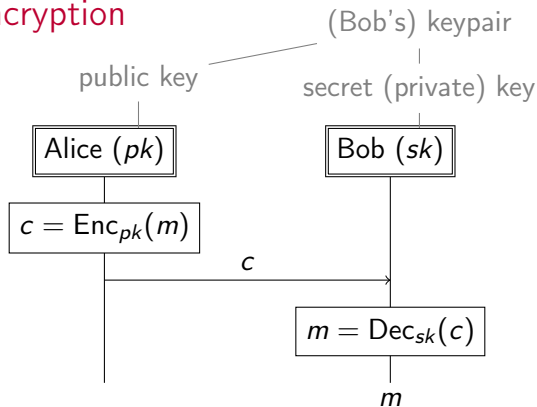 cryption
(Bob's) keypair
public key
secret (private) key
Alice (pk)
Bob (sk)
c = Enc_pk(m)
c
m = Dec_sk(c)
m